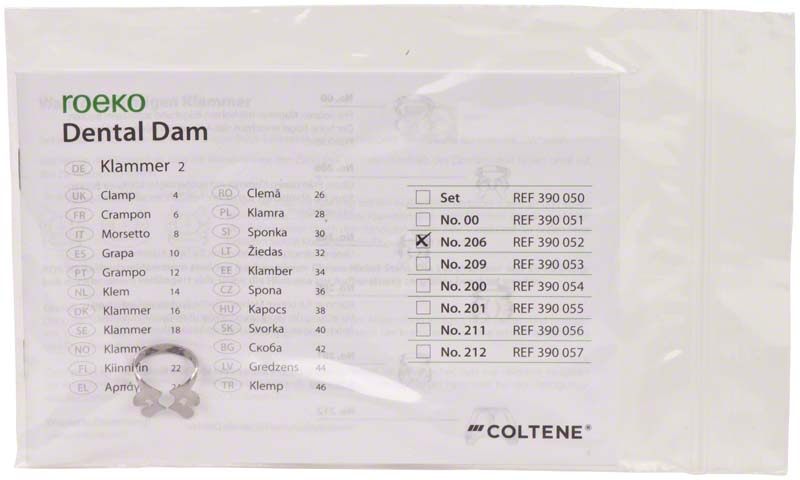 roeko
Dental Dam
DE Klammer 2
UK Clamp 4
FR Crampon 6
IT Morsetto 8
ES Grapa 10
PT Grampo 12
NL Klem 14
DK Klammer 16
SE Klammer 18
NO
FL 22
EL
RO Clemă 26
PL Klamra 28
SI Sponka 30
LT Žiedas 32
EE Klamber 34
CZ Spona 36
HU Kapocs 38
SK Svorka 40
BG Скоба 42
LV Gredzens 44
TR Klemp 46
Set REF 390 050
No. 00 REF 390 051
No. 206 REF 390 052
No. 209 REF 390 053
No. 200 REF 390 054
No. 201 REF 390 055
No. 211 REF 390 056
No. 212 REF 390 057
COLTENE®